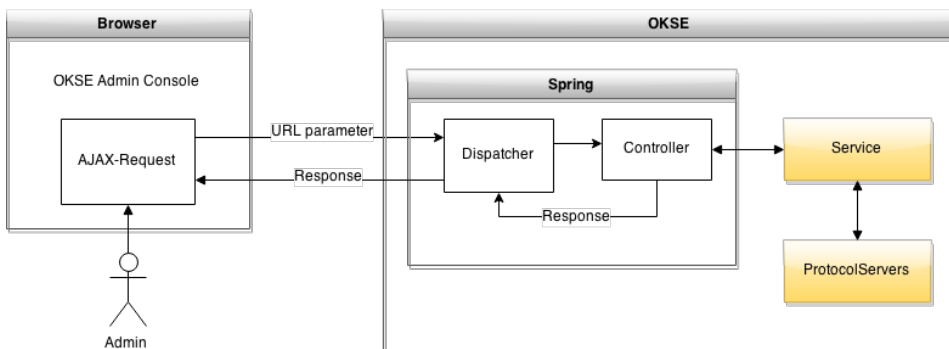 Browser
OKSE
OKSE Admin Console
Spring
AJAX-Request
URL parameter
Response
Dispatcher
Controller
Response
Service
ProtocolServers
Admin